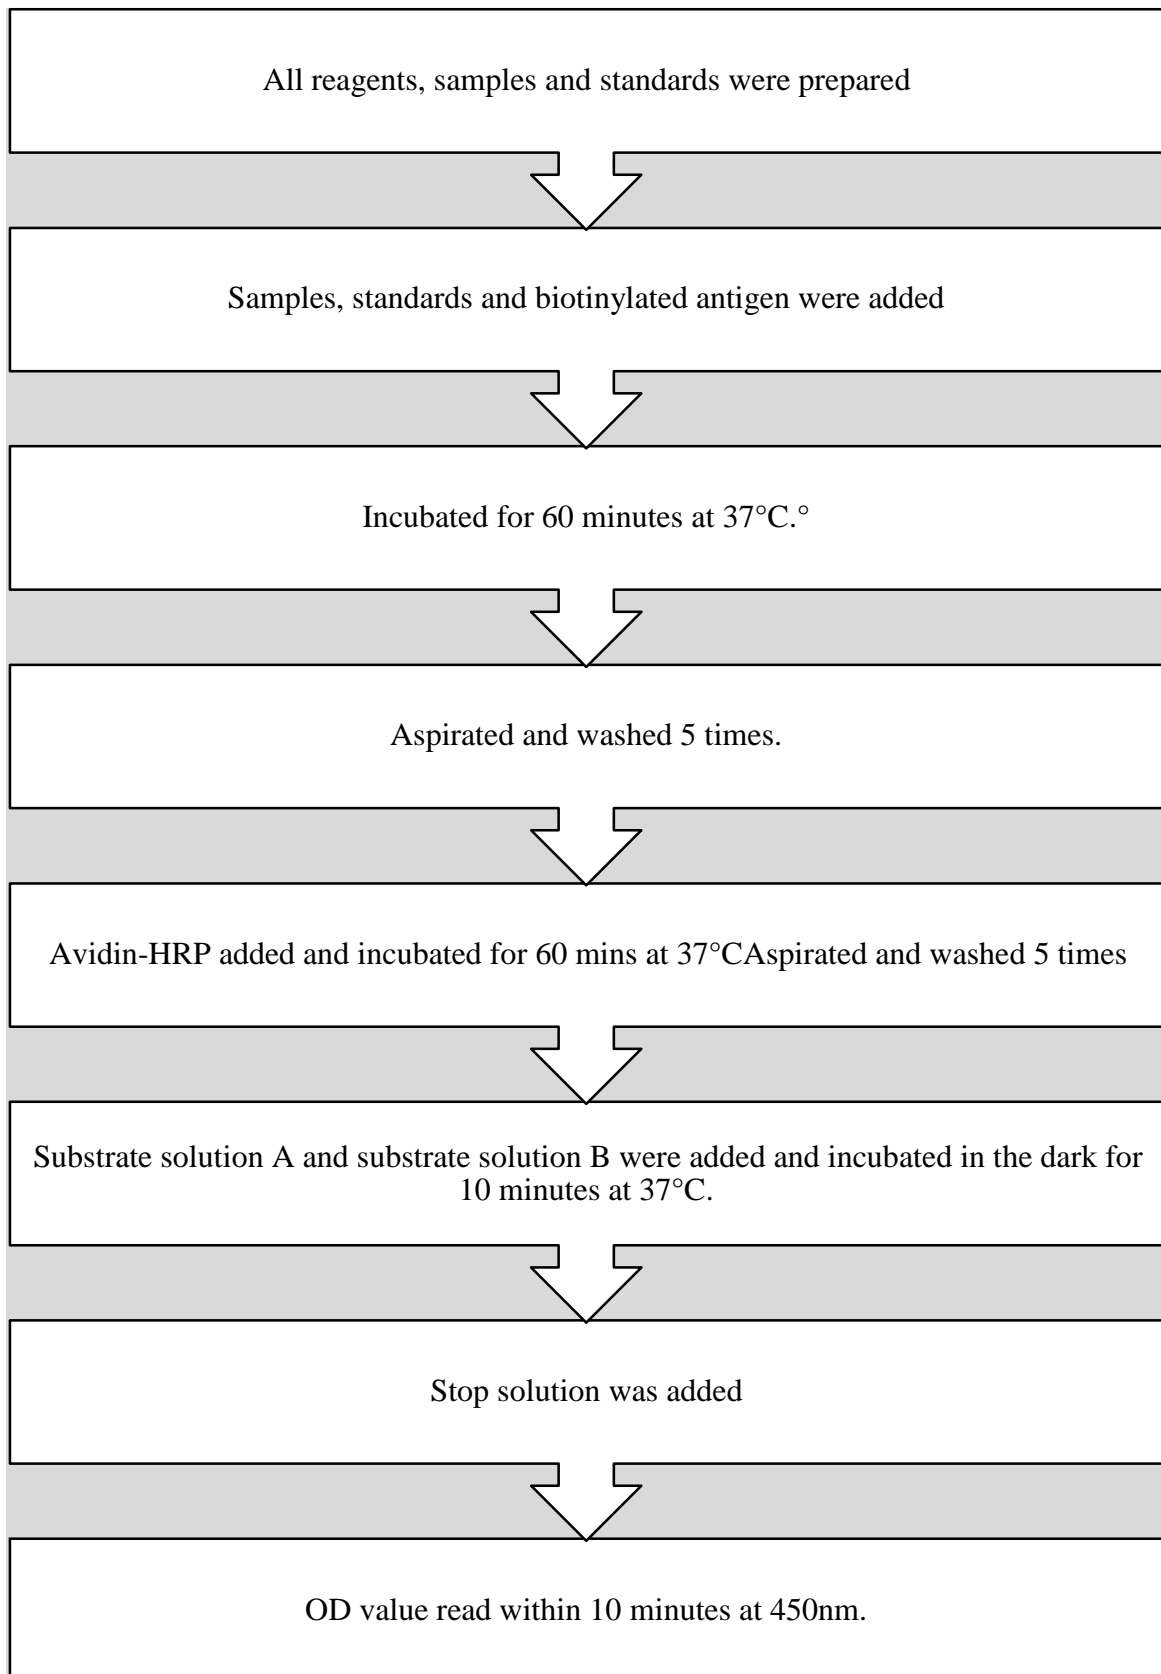 All reagents, samples and standards were prepared
Samples, standards and biotinylated antigen were added
Incubated for 60 minutes at 37°C.°
Aspirated and washed 5 times.
Avidin-HRP added and incubated for 60 mins at 37°CAspirated and washed 5 times
Substrate solution A and substrate solution B were added and incubated in the dark for
10 minutes at 37°C.
Stop solution was added
OD value read within 10 minutes at 450nm.